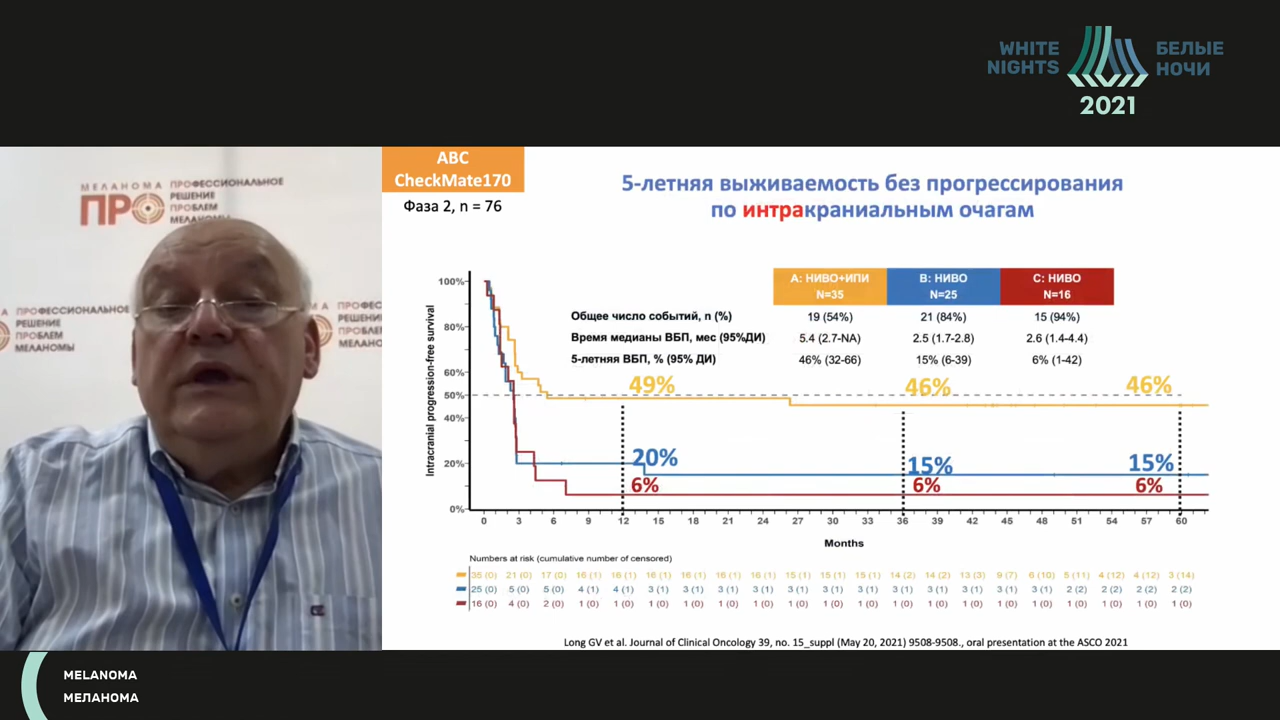 WHITE NIGHTS
БЕЛЫЕ НОЧИ
2021
МЕЛАНОМА ПРО
ПРОФЕССИОНАЛЬНОЕ
РЕШЕНИЕ
ПРОБЛЕМ
МЕЛАНОМЫ
ПРОФЕССИОНАЛЬНОЕ
РЕШЕНИЕ
ПРОБЛЕМ
МЕЛАНОМЫ
ABC
CheckMate170
Фаза 2, n = 76
5-летняя выживаемость без прогрессирования
по интракраниальным очагам
A: НИВО+ИПИ N=35
B: НИВО N=25
C: НИВО N=16
Общее число событий, n (%) 19 (54%) 21 (84%) 15 (94%)
Время медианы ВБП, мес (95%ДИ) 5.4 (2.7-NA) 2.5 (1.7-2.8) 2.6 (1.4-4.4)
5-летняя ВБП, % (95% ДИ) 46% (32-66) 15% (6-39) 6% (1-42)
Intracranial progression-free survival
100%
80%
60%
50%
40%
20%
0%
49% 46% 46%
20% 15% 15%
6% 6% 6%
0 3 6 9 12 15 18 21 24 27 30 33 36 39 42 45 48 51 54 57 60
Months
Numbers at risk (cumulative number of censored)
35 (0) 21 (0) 17 (0) 16 (1) 16 (1) 16 (1) 16 (1) 16 (1) 16 (1) 15 (1) 15 (1) 15 (1) 14 (2) 14 (2) 13 (3) 9 (7) 6 (10) 5 (11) 4 (12) 4 (12) 3 (14)
25 (0) 5 (0) 5 (0) 4 (1) 4 (1) 3 (1) 3 (1) 3 (1) 3 (1) 3 (1) 3 (1) 3 (1) 3 (1) 3 (1) 3 (1) 3 (1) 3 (1) 2 (2) 2 (2) 2 (2) 2 (2)
16 (0) 4 (0) 2 (0) 1 (0) 1 (0) 1 (0) 1 (0) 1 (0) 1 (0) 1 (0) 1 (0) 1 (0) 1 (0) 1 (0) 1 (0) 1 (0) 1 (0) 1 (0) 1 (0) 1 (0) 1 (0)
Long GV et al. Journal of Clinical Oncology 39, no. 15_suppl (May 20, 2021) 9508-9508., oral presentation at the ASCO 2021
MELANOMA
МЕЛАНОМА